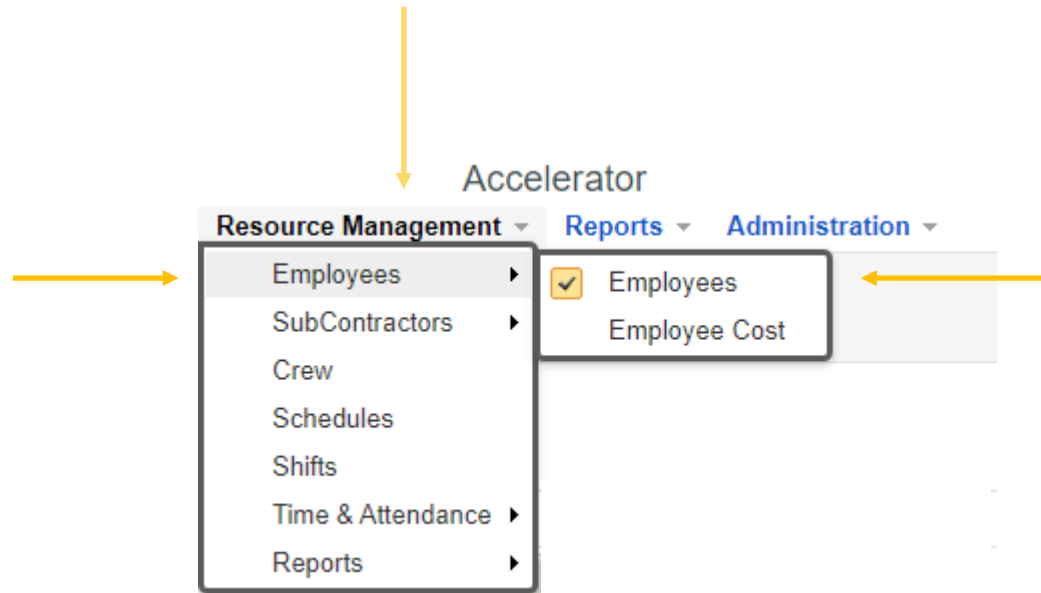 Accelerator
Resource Management Reports Administration
Employees
SubContractors
Crew
Schedules
Shifts
Time & Attendance
Reports
Employees
Employee Cost